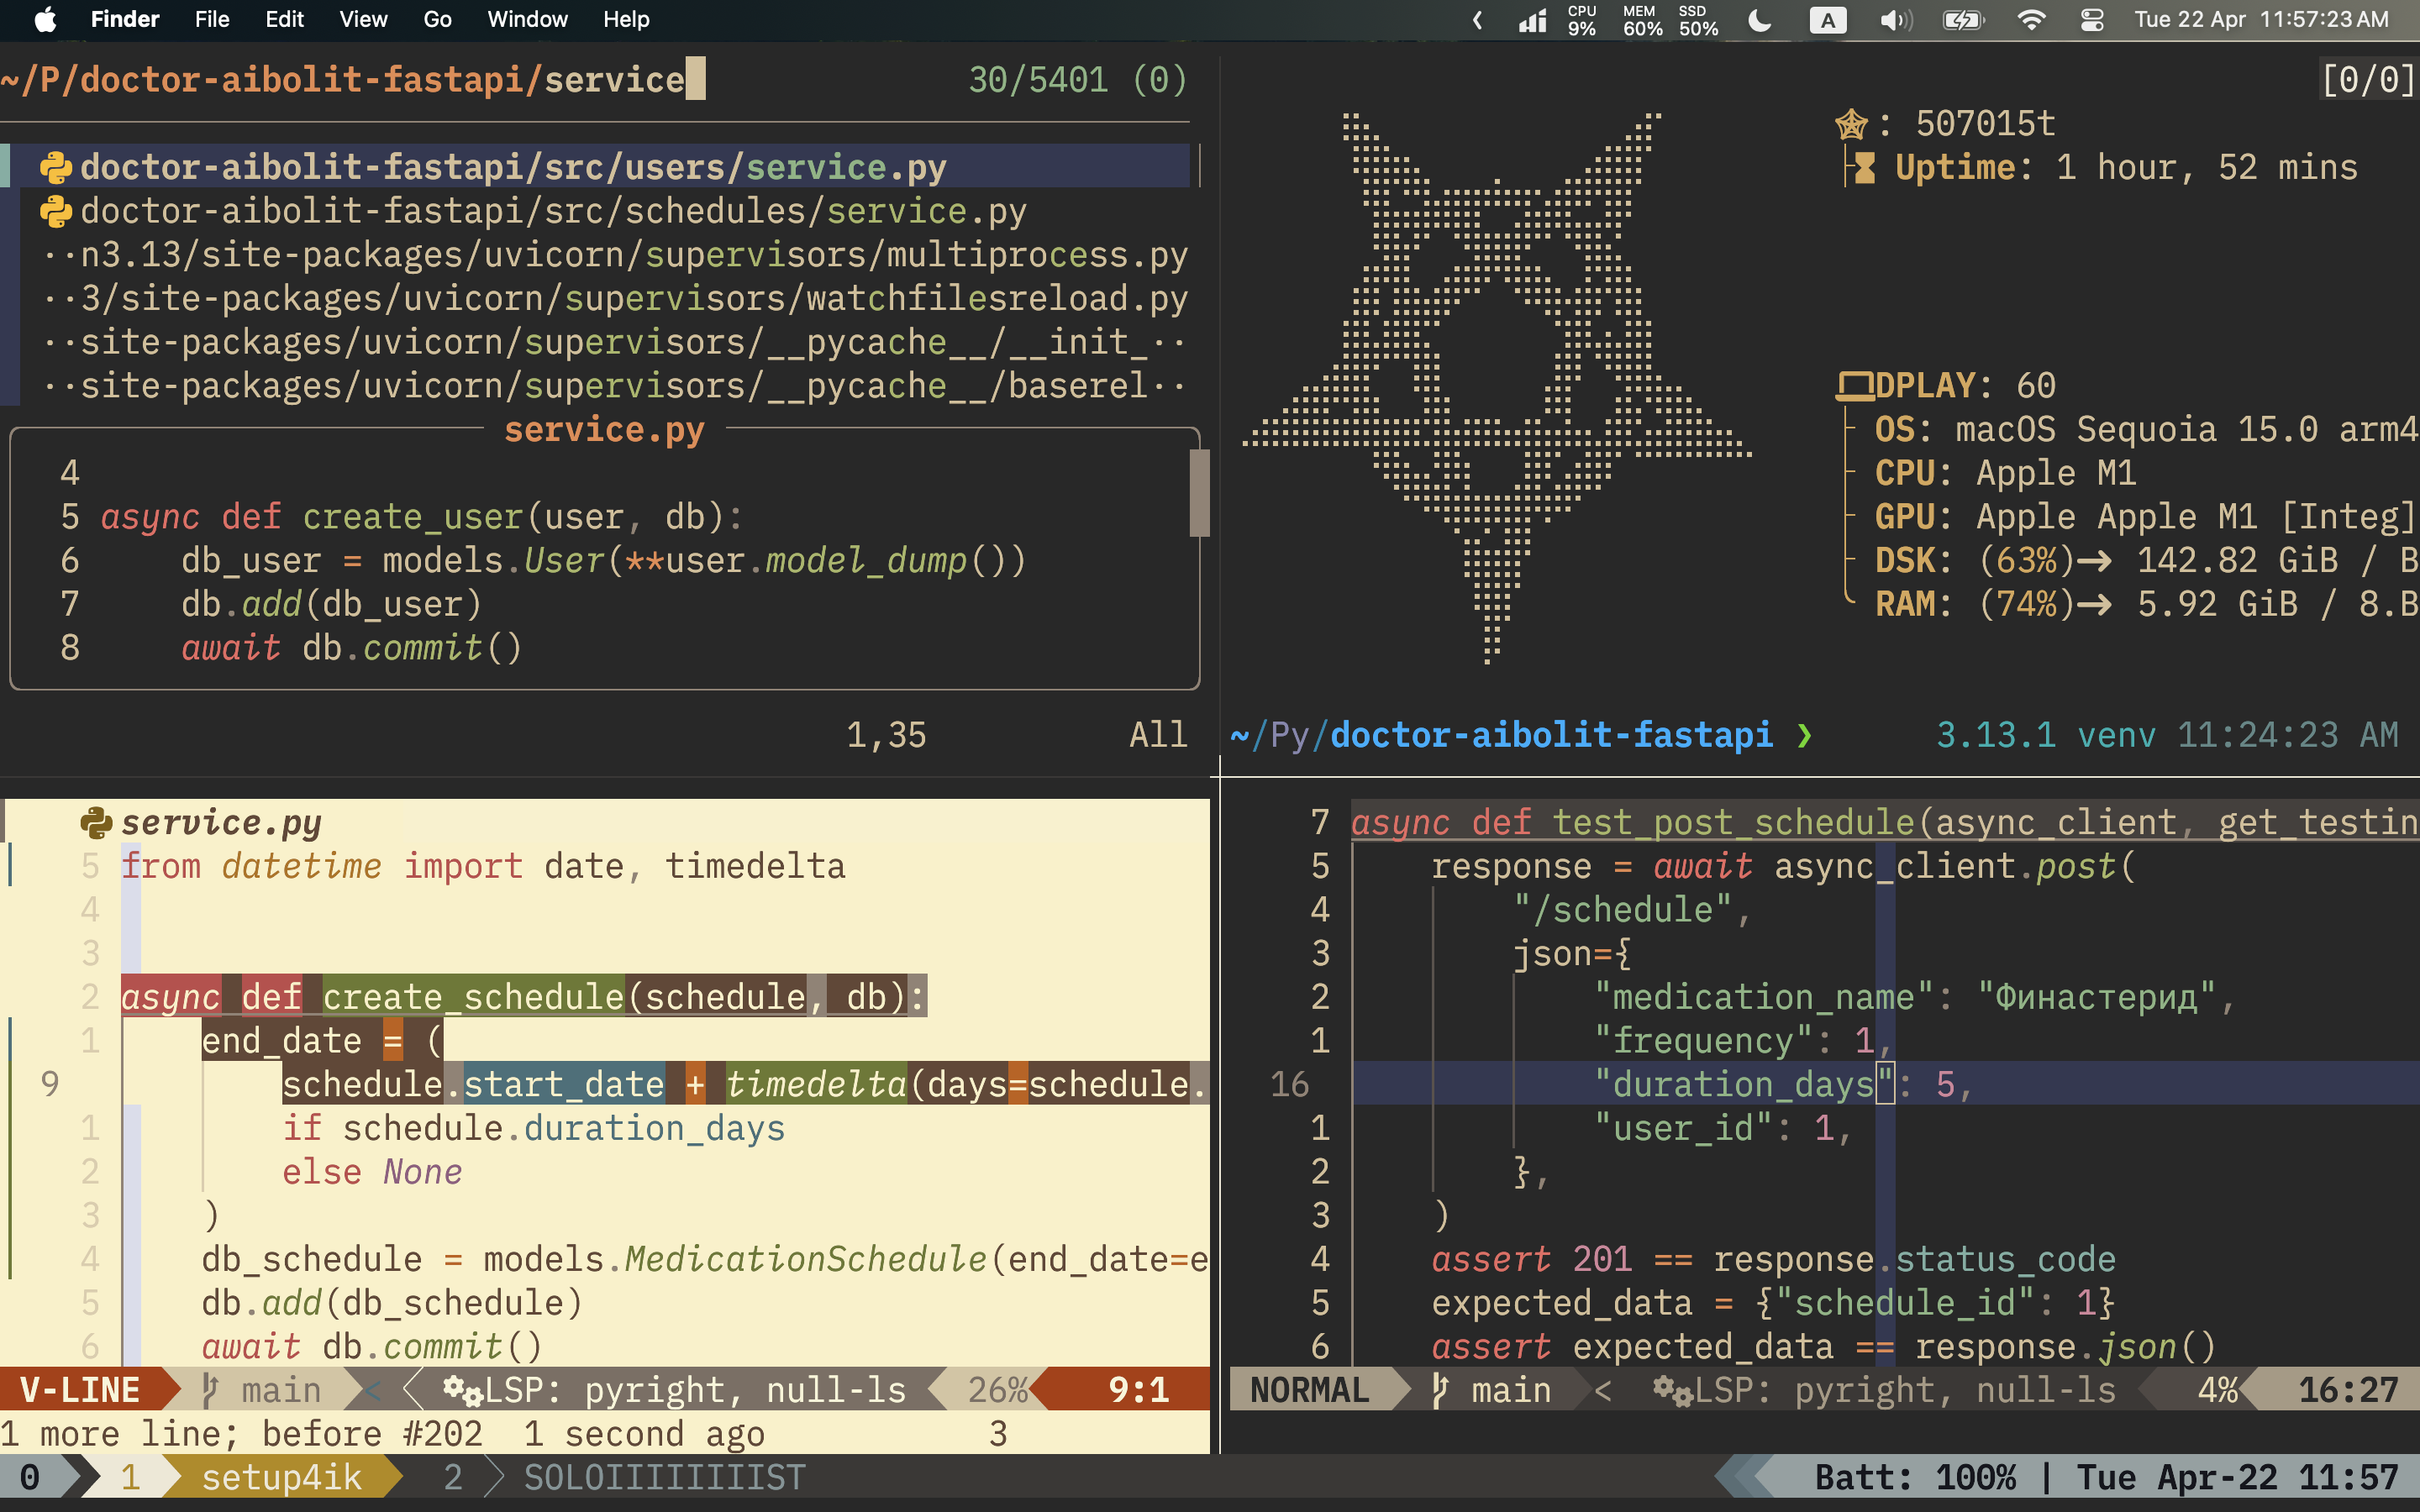 Finder File Edit View Go Window Help
CPU 9% MEM 60% SSD 50% A Tue 22 Apr 11:57:23 AM
~/P/doctor-aibolit-fastapi/service 30/5401 (0)
doctor-aibolit-fastapi/src/users/service.py
doctor-aibolit-fastapi/src/schedules/service.py
··n3.13/site-packages/uvicorn/supervisors/multiprocess.py
··3/site-packages/uvicorn/supervisors/watchfilesreload.py
··site-packages/uvicorn/supervisors/__pycache__/__init_··
··site-packages/uvicorn/supervisors/__pycache__/baserel··
service.py
4
5 async def create_user(user, db):
6     db_user = models.User(**user.model_dump())
7     db.add(db_user)
8     await db.commit()
1,35 All
[0/0]
: 507015t
Uptime: 1 hour, 52 mins
DPLAY: 60
OS: macOS Sequoia 15.0 arm4
CPU: Apple M1
GPU: Apple Apple M1 [Integ]
DSK: (63%)→ 142.82 GiB / B
RAM: (74%)→ 5.92 GiB / 8.B
~/Py/doctor-aibolit-fastapi ❯ 3.13.1 venv 11:24:23 AM
service.py
5 from datetime import date, timedelta
4
3
2 async def create_schedule(schedule, db):
1     end_date = (
9         schedule.start_date + timedelta(days=schedule.
1         if schedule.duration_days
2         else None
3     )
4     db_schedule = models.MedicationSchedule(end_date=e
5     db.add(db_schedule)
6     await db.commit()
V-LINE main < LSP: pyright, null-ls 26% 9:1
1 more line; before #202  1 second ago 3
7 async def test_post_schedule(async_client, get_testin
5     response = await async_client.post(
4         "/schedule",
3         json={
2             "medication_name": "Финастерид",
1             "frequency": 1,
16             "duration_days": 5,
1             "user_id": 1,
2         },
3     )
4     assert 201 == response.status_code
5     expected_data = {"schedule_id": 1}
6     assert expected_data == response.json()
NORMAL main < LSP: pyright, null-ls 4% 16:27
0 1 setup4ik 2 SOLOIIIIIIIIST Batt: 100% | Tue Apr-22 11:57